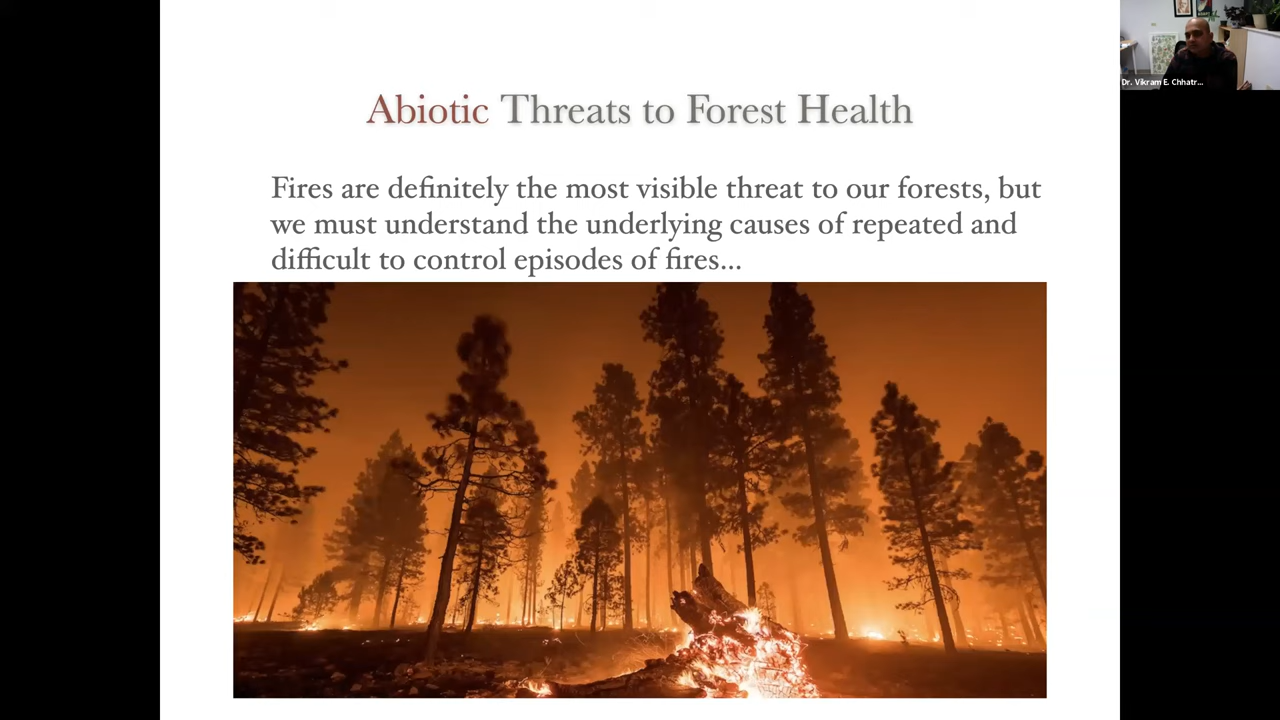 Abiotic Threats to Forest Health
Fires are definitely the most visible threat to our forests, but
we must understand the underlying causes of repeated and
difficult to control episodes of fires...
Dr. Vikram E. Chhatr...